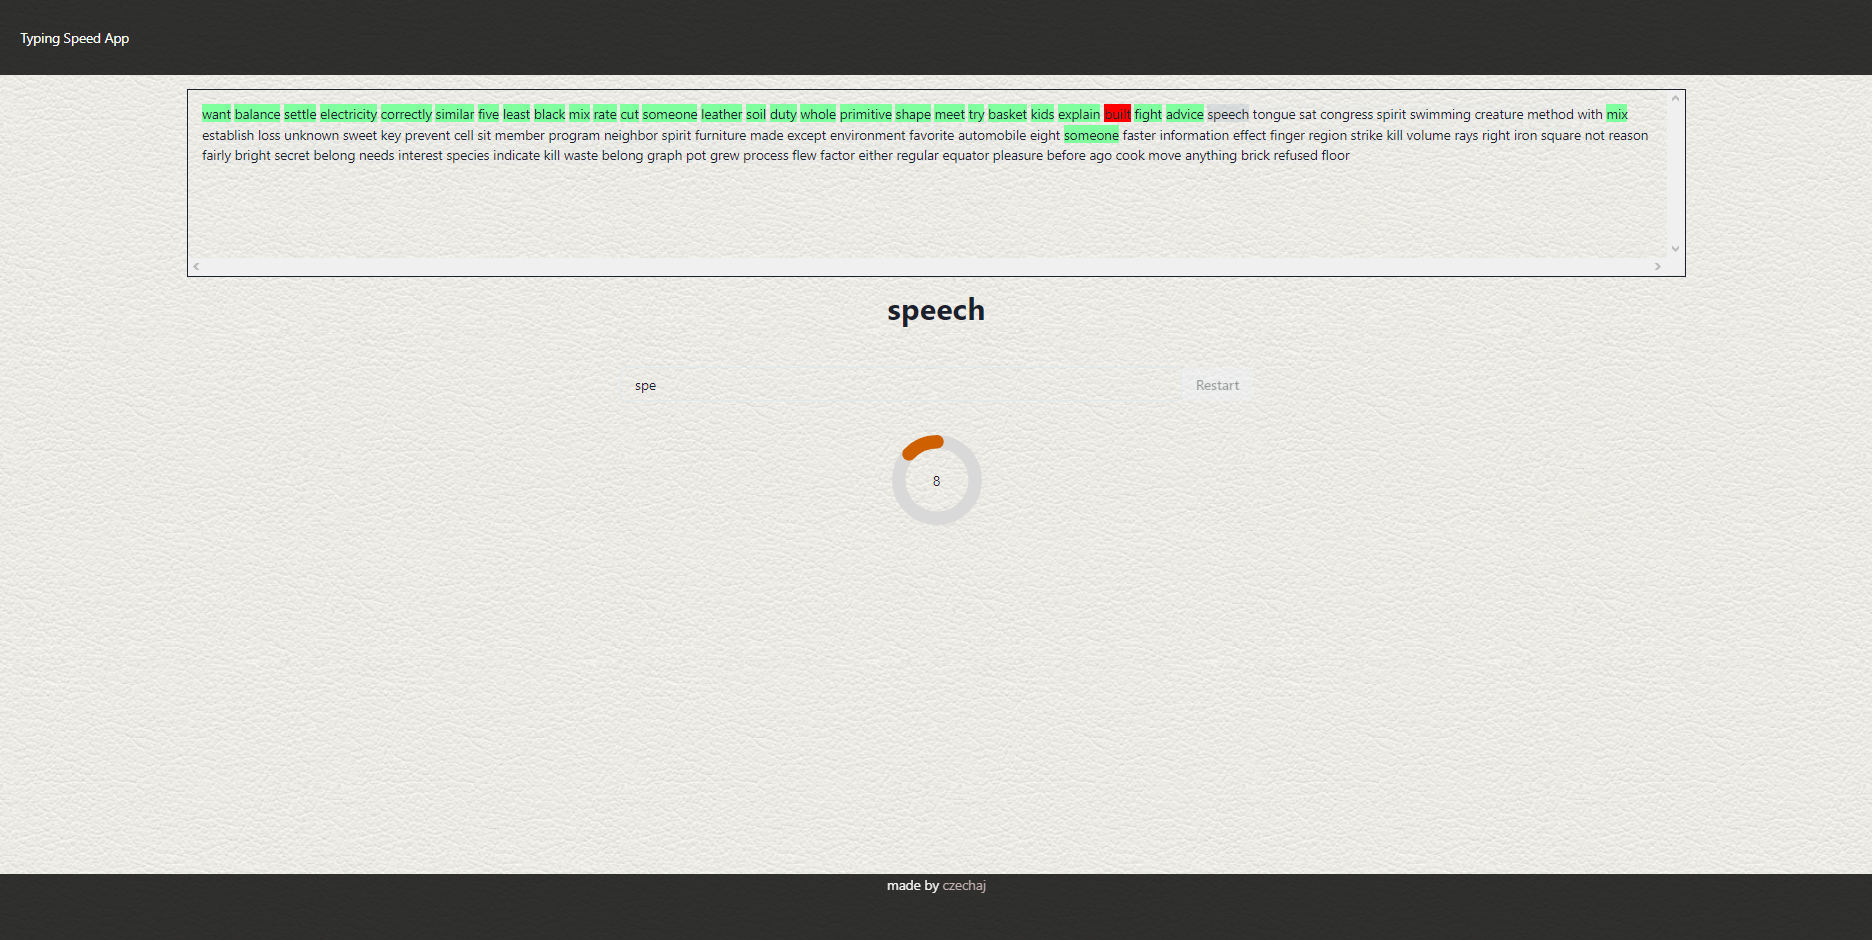 Typing Speed App
want balance settle electricity correctly similar five least black mix rate cut someone leather soil duty whole primitive shape meet try basket kids explain built fight advice speech tongue sat congress spirit swimming creature method with mix
establish loss unknown sweet key prevent cell sit member program neighbor spirit furniture made except environment favorite automobile eight someone faster information effect finger region strike kill volume rays right iron square not reason
fairly bright secret belong needs interest species indicate kill waste belong graph pot grew process flew factor either regular equator pleasure before ago cook move anything brick refused floor
speech
spe
Restart
8
made by czechaj